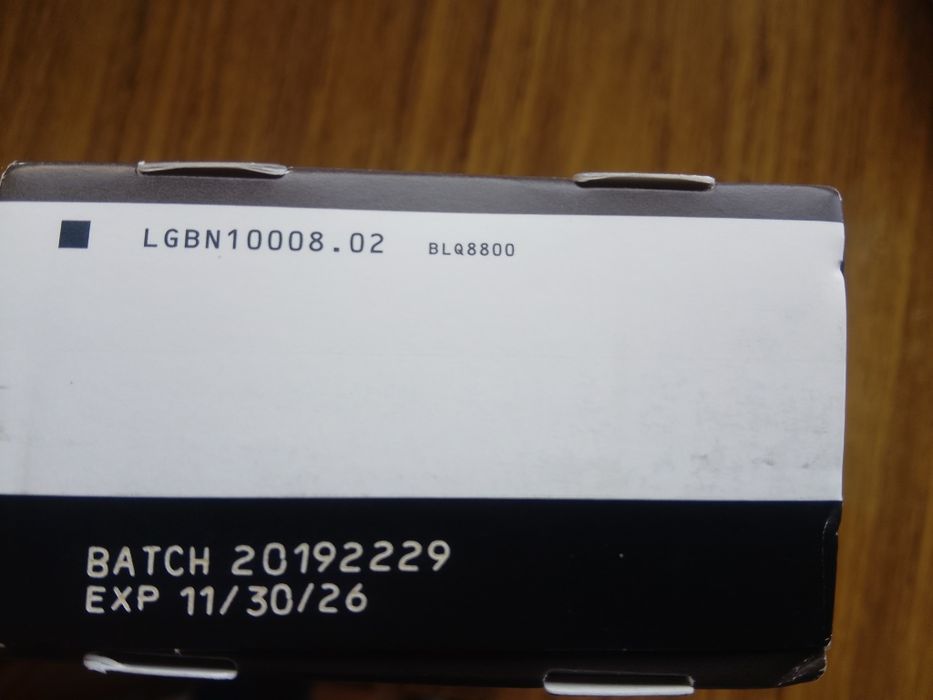 LGBN10008.02 BLQ8800
BATCH 20192229
EXP 11/30/26